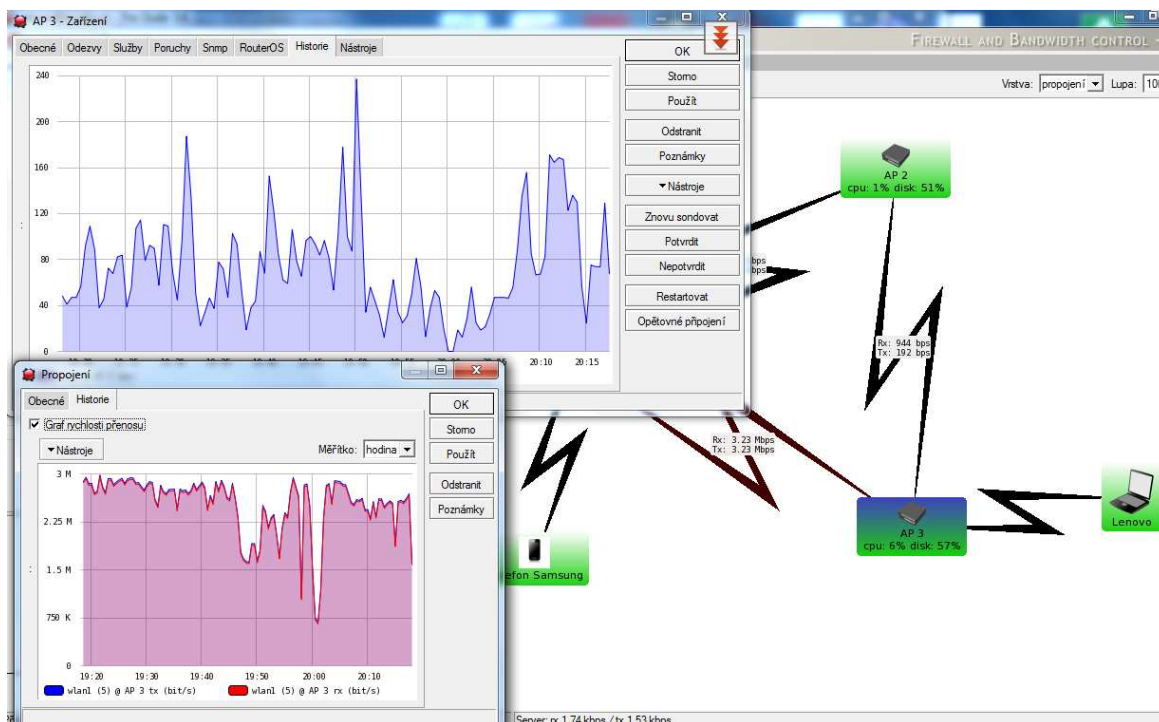 AP 3 - Zařízení
Obecné Odezvy Služby Poruchy Snmp RouterOS Historie Nástroje
240
200
160
120
80
40
0
20:10 20:15
OK
Storno
Použít
Odstranit
Poznámky
Nástroje
Znovu sondovat
Potvrdit
Nepotvrdit
Restartovat
Opětovné připojení
FIREWALL AND BANDWIDTH CONTROL
Vrstva: propojení Lupa:
AP 2
cpu: 1% disk: 51%
bps
bps
Rx: 944 bps
Tx: 192 bps
Rx: 3.23 Mbps
Tx: 3.23 Mbps
AP 3
cpu: 6% disk: 57%
Lenovo
efon Samsung
Propojení
Obecné Historie
Graf rychlosti přenosu
Nástroje Měřítko: hodina
OK
Storno
Použít
Odstranit
Poznámky
3 M
2.25 M
1.5 M
750 K
0
19:20 19:30 19:40 19:50 20:00 20:10
wlan1 (5) @ AP 3 tx (bit/s) wlan1 (5) @ AP 3 rx (bit/s)
Server: rx 1.74 kbps / tx 1.53 kbps